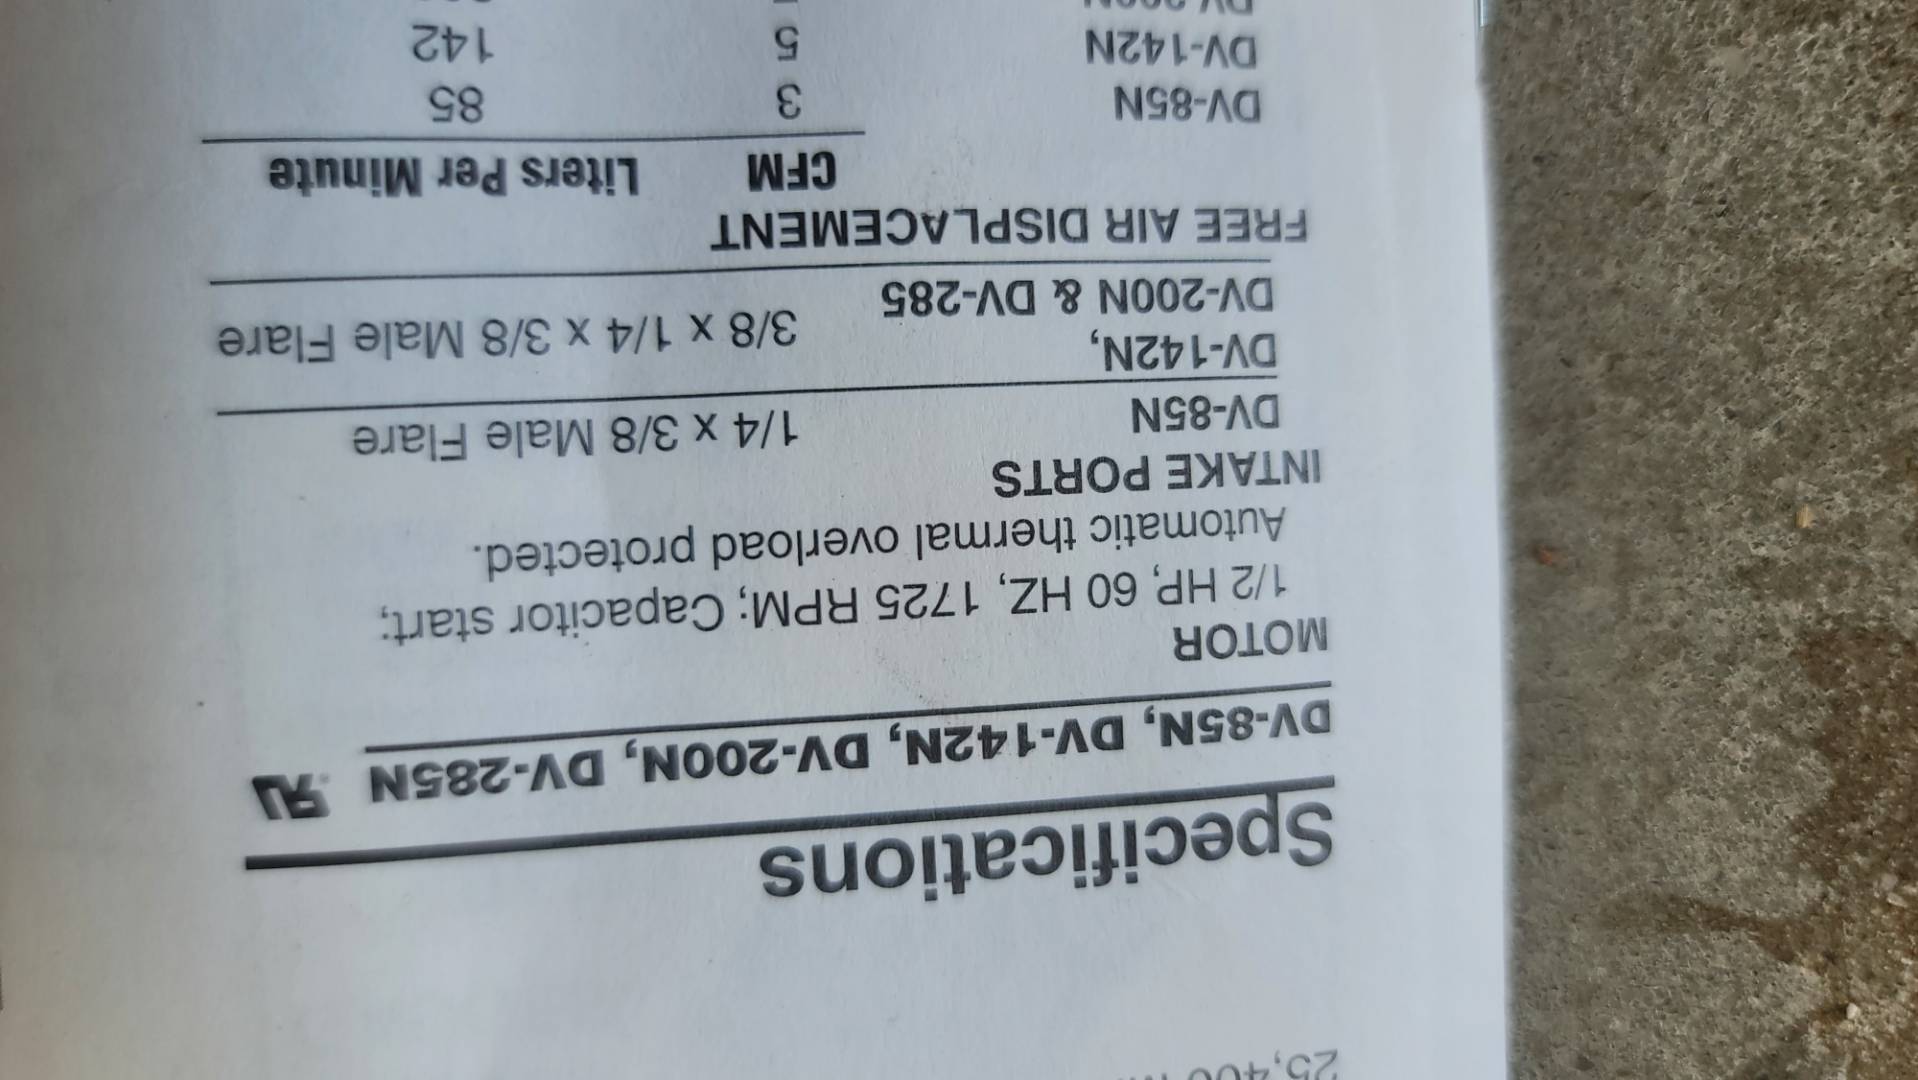 Specifications
DV-85N, DV-142N, DV-200N, DV-285N
MOTOR
1/2 HP, 60 HZ, 1725 RPM; Capacitor start;
Automatic thermal overload protected.
INTAKE PORTS
DV-85N 1/4 x 3/8 Male Flare
DV-142N,
DV-200N & DV-285 3/8 x 1/4 x 3/8 Male Flare
FREE AIR DISPLACEMENT
CFM Liters Per Minute
DV-85N 3 85
DV-142N 5 142